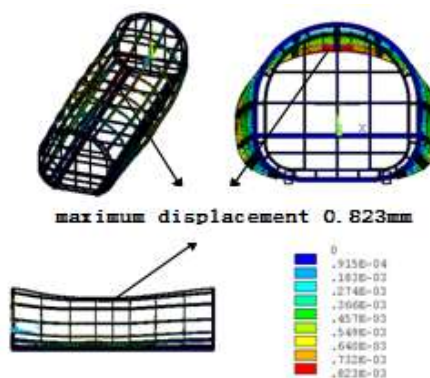 X
maximum displacement 0.823mm
0
.915E-04
.183E-03
.274E-03
.366E-03
.457E-03
.549E-03
.640E-03
.732E-03
.823E-03